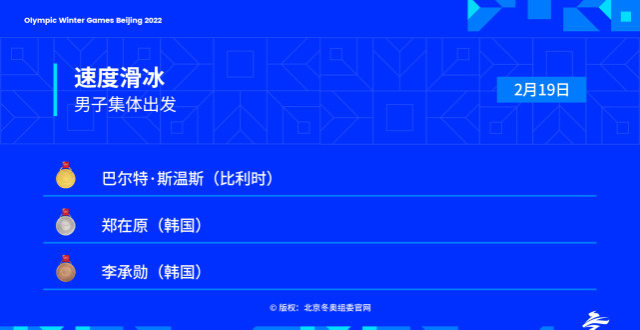 Olympic Winter Games Beijing 2022
速度滑冰
男子集体出发
2月19日
巴尔特·斯温斯（比利时）
郑在原（韩国）
李承勋（韩国）
© 版权：北京冬奥组委官网